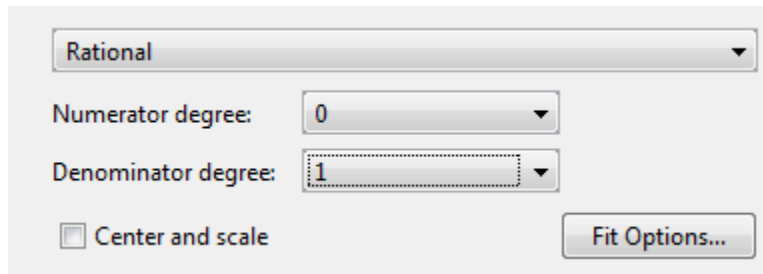 Rational
Numerator degree: 0
Denominator degree: 1
Center and scale Fit Options...